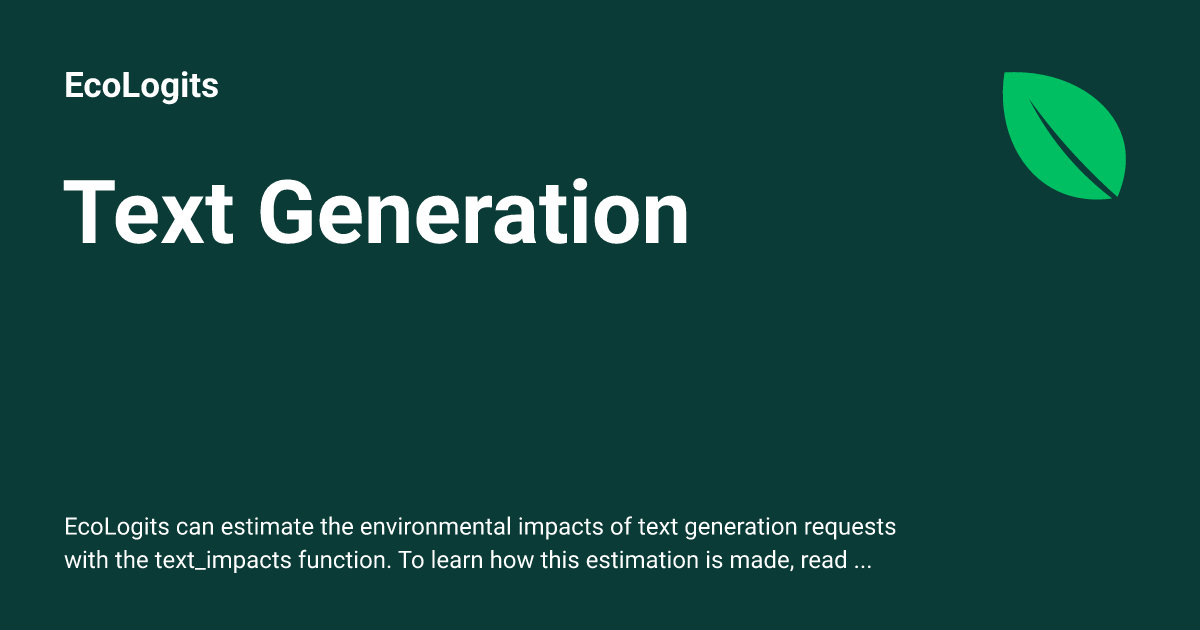 EcoLogits
Text Generation
EcoLogits can estimate the environmental impacts of text generation requests
with the text_impacts function. To learn how this estimation is made, read ...